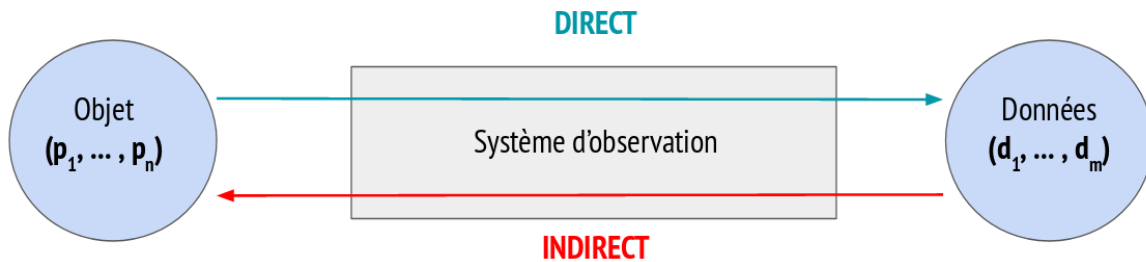 DIRECT
Objet
(p₁, ... , pₙ)
Système d'observation
Données
(d₁, ... , dₘ)
INDIRECT